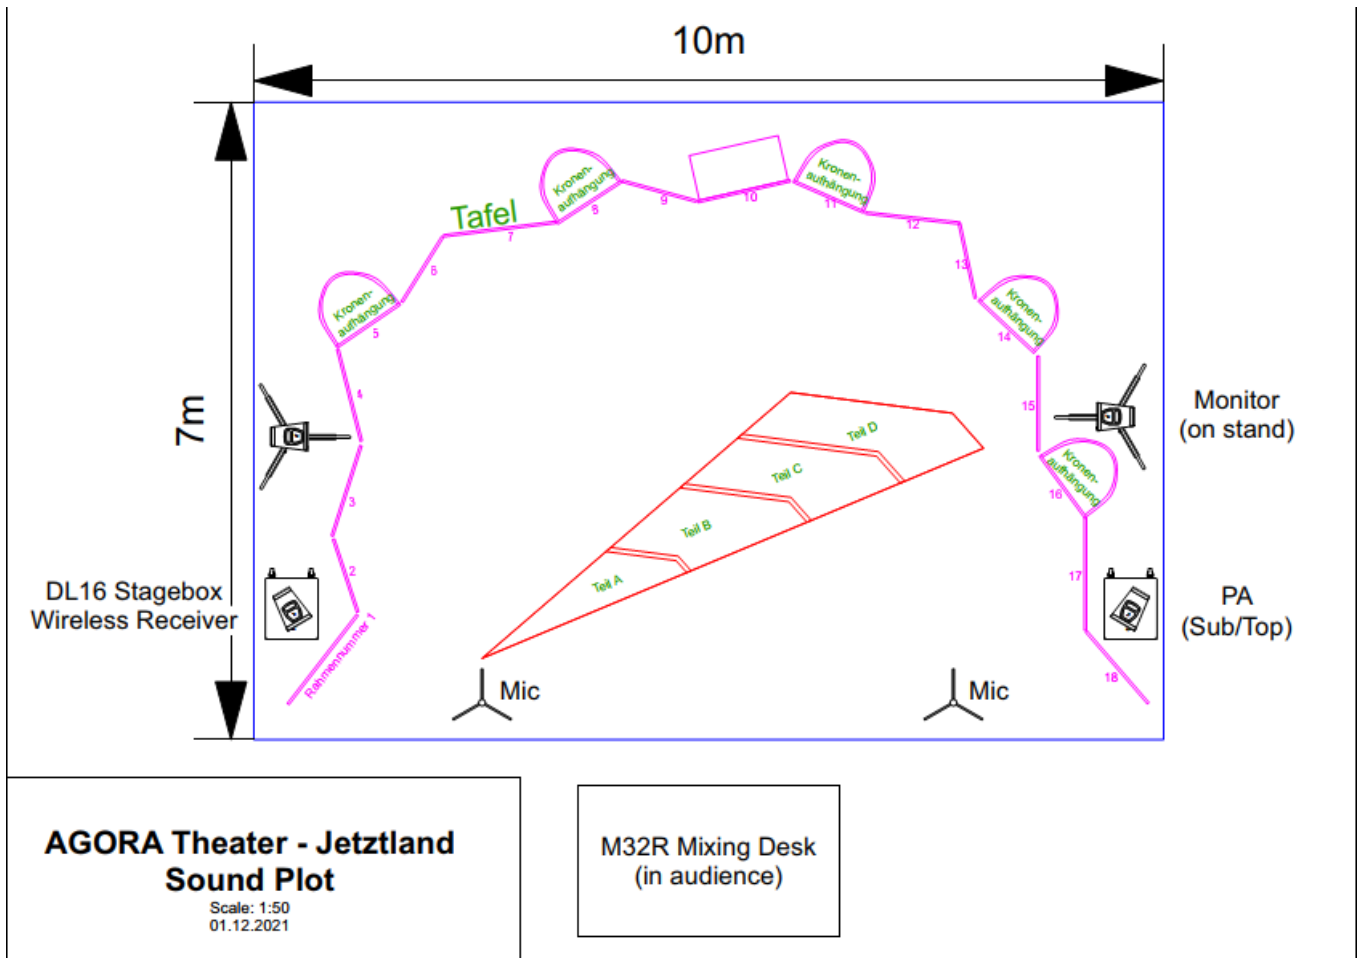 10m
7m
Kronen-
aufhängung
8
9
10
Kronen-
aufhängung
11
12
13
Tafel
7
6
Kronen-
aufhängung
5
4
3
2
Rahmennummer 1
Kronen-
aufhängung
14
15
Kronen-
aufhängung
16
17
18
Teil D
Teil C
Teil B
Teil A
Monitor
(on stand)
DL16 Stagebox
Wireless Receiver
PA
(Sub/Top)
Mic
Mic
AGORA Theater - Jetztland
Sound Plot
Scale: 1:50
01.12.2021
M32R Mixing Desk
(in audience)